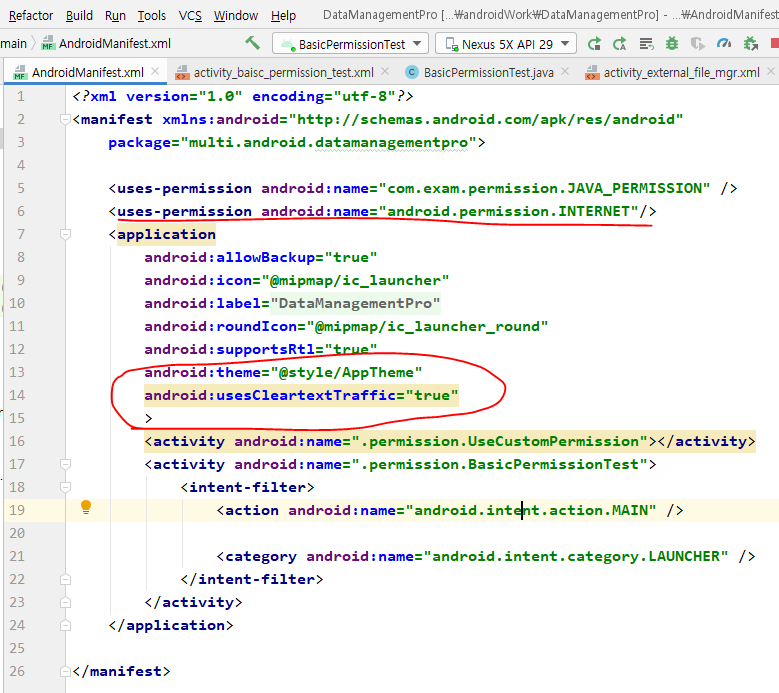 Refactor Build Run Tools VCS Window Help DataManagementPro [...₩androidWork₩DataManagementPro] - ...₩AndroidManifest
main AndroidManifest.xml BasicPermissionTest Nexus 5X API 29
AndroidManifest.xml activity_baisc_permission_test.xml BasicPermissionTest.java activity_external_file_mgr.xml
1 <?xml version="1.0" encoding="utf-8"?>
2 <manifest xmlns:android="http://schemas.android.com/apk/res/android"
3 package="multi.android.datamanagementpro">
4
5 <uses-permission android:name="com.exam.permission.JAVA_PERMISSION" />
6 <uses-permission android:name="android.permission.INTERNET"/>
7 <application
8 android:allowBackup="true"
9 android:icon="@mipmap/ic_launcher"
10 android:label="DataManagementPro"
11 android:roundIcon="@mipmap/ic_launcher_round"
12 android:supportsRtl="true"
13 android:theme="@style/AppTheme"
14 android:usesCleartextTraffic="true"
15 >
16 <activity android:name=".permission.UseCustomPermission"></activity>
17 <activity android:name=".permission.BasicPermissionTest">
18 <intent-filter>
19 <action android:name="android.intent.action.MAIN" />
20
21 <category android:name="android.intent.category.LAUNCHER" />
22 </intent-filter>
23 </activity>
24 </application>
25
26 </manifest>